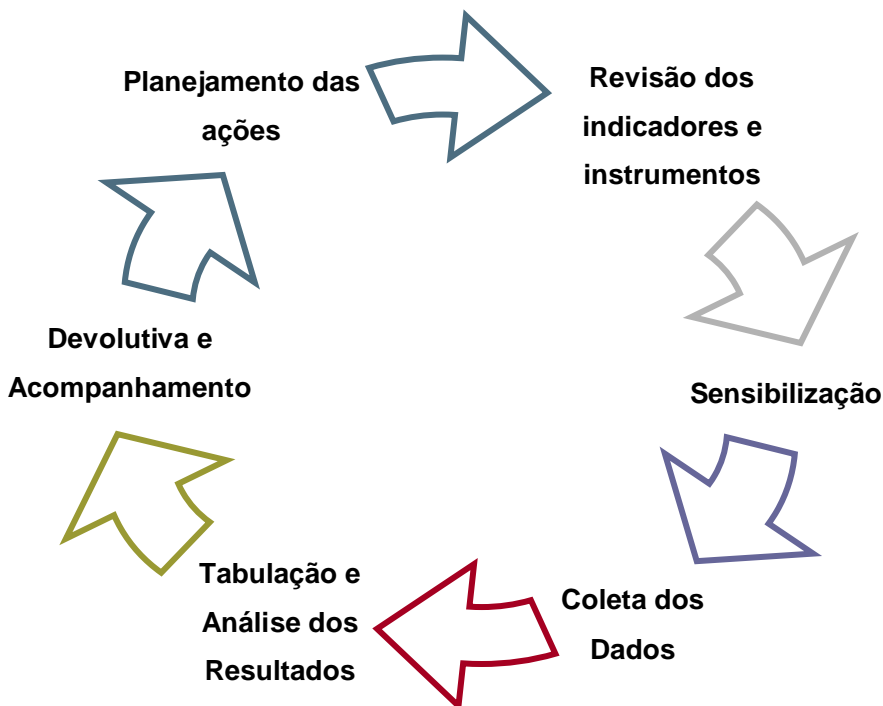 Planejamento das
ações
Revisão dos
indicadores e
instrumentos
Sensibilização
Coleta dos
Dados
Tabulação e
Análise dos
Resultados
Devolutiva e
Acompanhamento